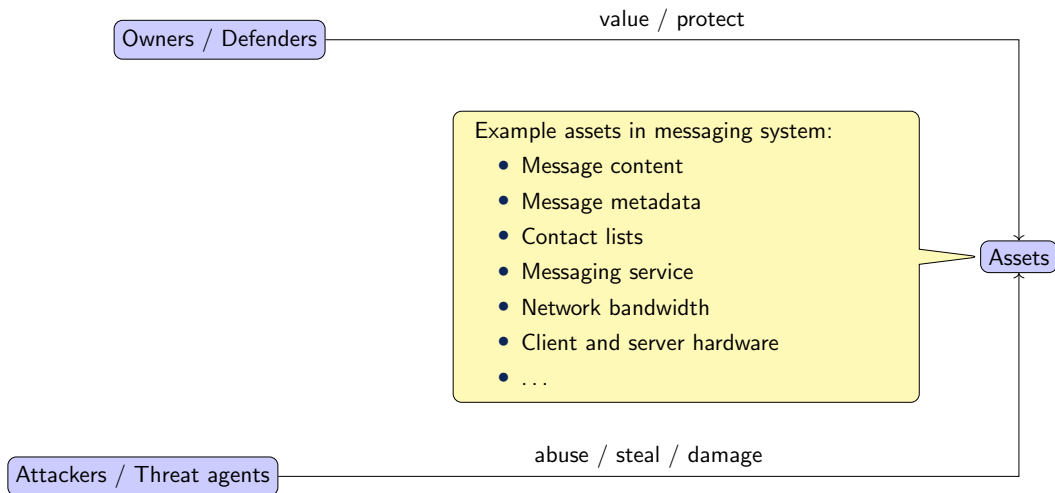 value / protect
Owners / Defenders
Example assets in messaging system:
• Message content
• Message metadata
• Contact lists
• Messaging service
• Network bandwidth
• Client and server hardware
• ...
Assets
abuse / steal / damage
Attackers / Threat agents